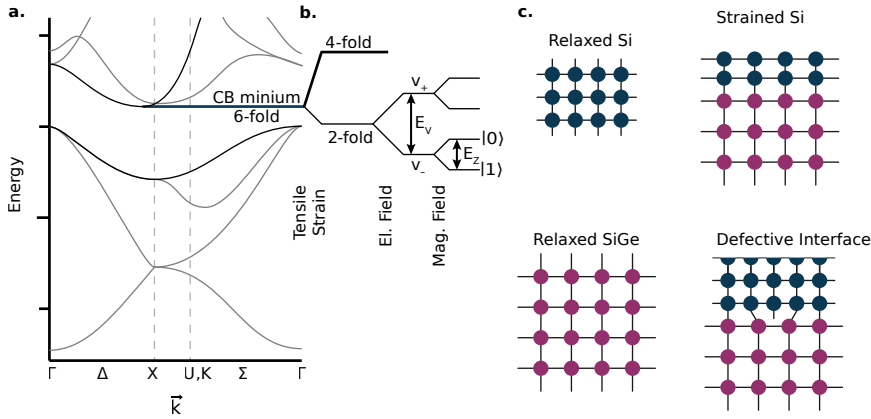 a.
b.
c.
Energy
Γ
Δ
X
U,K
Σ
Γ
k
CB minium
6-fold
4-fold
2-fold
v+
Ev
v-
|0⟩
Ez
|1⟩
Tensile
Strain
El. Field
Mag. Field
Relaxed Si
Strained Si
Relaxed SiGe
Defective Interface